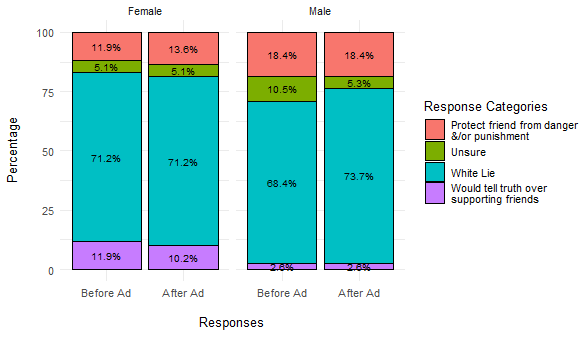 Female
Male
100
75
50
25
0
Percentage
11.9%
5.1%
71.2%
11.9%
13.6%
5.1%
71.2%
10.2%
18.4%
10.5%
68.4%
2.6%
18.4%
5.3%
73.7%
2.6%
Before Ad
After Ad
Before Ad
After Ad
Responses
Response Categories
Protect friend from danger
&/or punishment
Unsure
White Lie
Would tell truth over
supporting friends